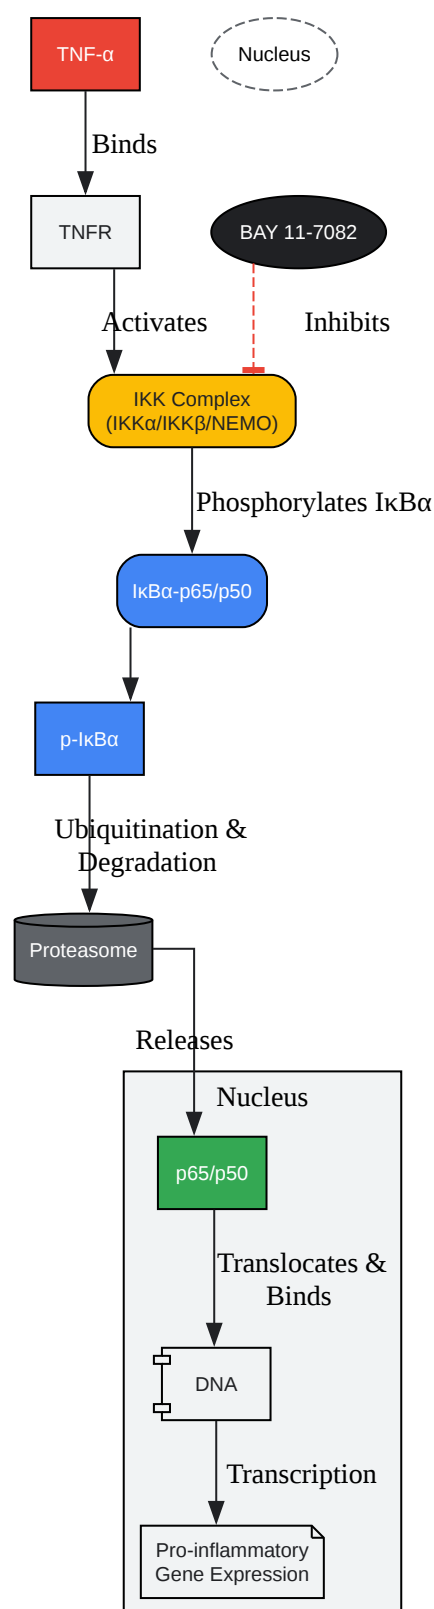 TNF-α
Nucleus
Binds
TNFR
BAY 11-7082
Activates
Inhibits
IKK Complex
(IKKα/IKKβ/NEMO)
Phosphorylates IκBα
IκBα-p65/p50
p-IκBα
Ubiquitination &
Degradation
Proteasome
Releases
Nucleus
p65/p50
Translocates &
Binds
DNA
Transcription
Pro-inflammatory
Gene Expression